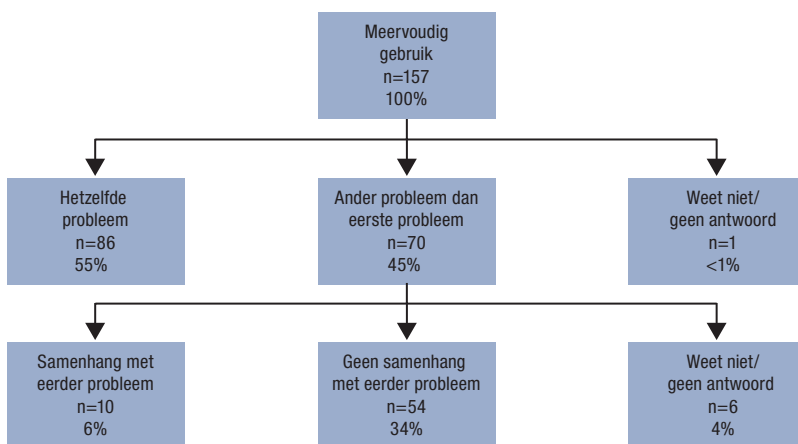 Meervoudig
gebruik
n=157
100%
Hetzelfde
probleem
n=86
55%
Ander probleem dan
eerste probleem
n=70
45%
Weet niet/
geen antwoord
n=1
<1%
Samenhang met
eerder probleem
n=10
6%
Geen samenhang
met eerder probleem
n=54
34%
Weet niet/
geen antwoord
n=6
4%